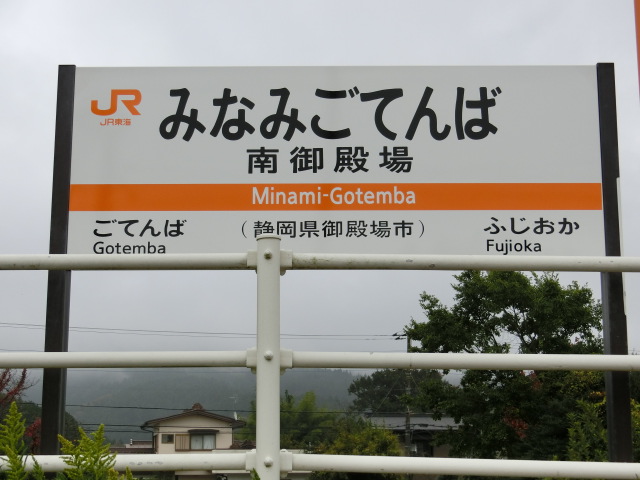 JR
JR東海
みなみごてんば
南御殿場
Minami-Gotemba
ごてんば (静岡県御殿場市) ふじおか
Gotemba Fujioka